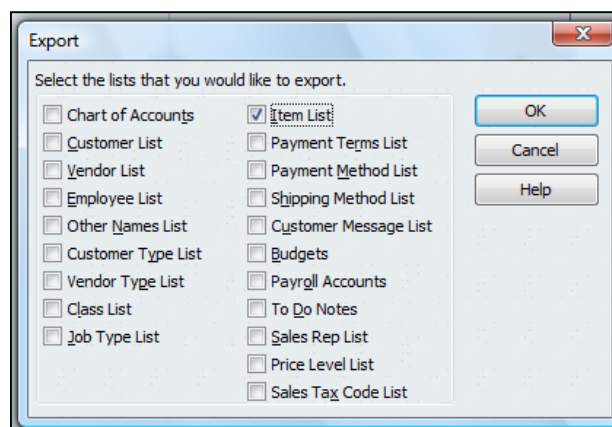 Export
Select the lists that you would like to export.
Chart of Accounts
Customer List
Vendor List
Employee List
Other Names List
Customer Type List
Vendor Type List
Class List
Job Type List
Item List
Payment Terms List
Payment Method List
Shipping Method List
Customer Message List
Budgets
Payroll Accounts
To Do Notes
Sales Rep List
Price Level List
Sales Tax Code List
OK
Cancel
Help